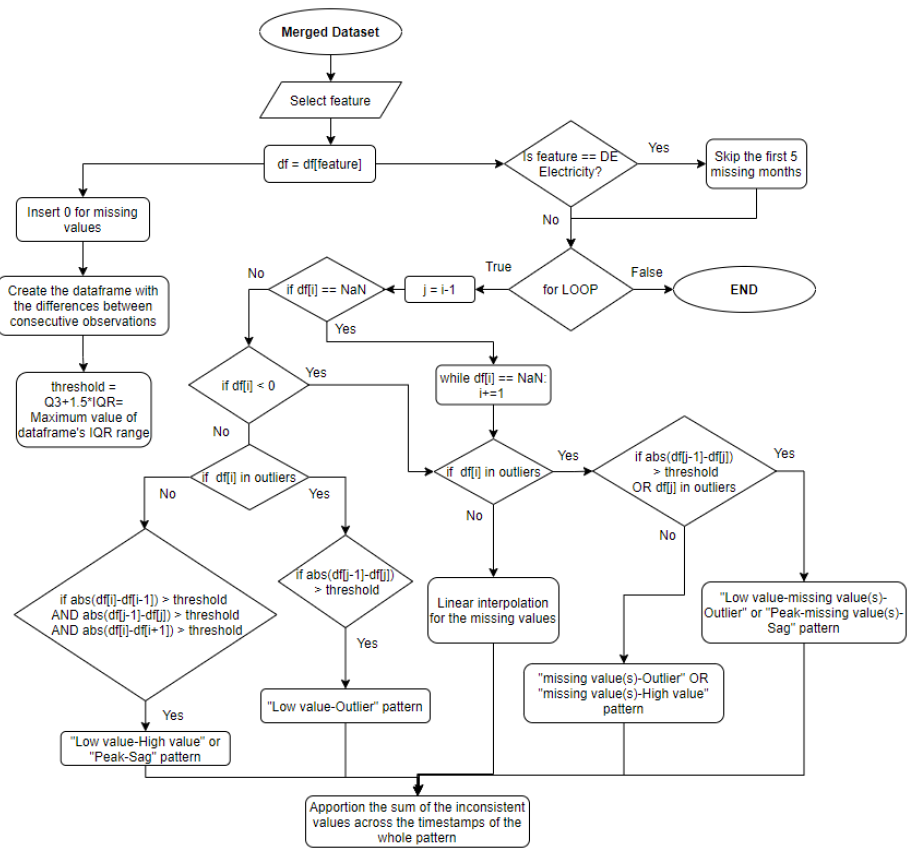 Merged Dataset
Select feature
df = df[feature]
Is feature == DE
Electricity?
Yes
Skip the first 5
missing months
No
Insert 0 for missing
values
Create the dataframe with
the differences between
consecutive observations
threshold =
Q3+1.5*IQR=
Maximum value of
dataframe's IQR range
for LOOP
True
False
END
j = i-1
if df[i] == NaN
No
Yes
while df[i] == NaN:
i+=1
if df[i] < 0
Yes
No
if  df[i] in outliers
No
Yes
if  df[i] in outliers
Yes
No
if abs(df[j-1]-df[j])
> threshold
OR df[j] in outliers
Yes
No
if abs(df[i]-df[i-1]) > threshold
AND abs(df[j-1]-df[j]) > threshold
AND abs(df[i]-df[i+1]) > threshold
Yes
if abs(df[j-1]-df[j])
> threshold
Yes
Linear interpolation
for the missing values
"Low value-missing value(s)-
Outlier" or "Peak-missing value(s)-
Sag" pattern
"missing value(s)-Outlier" OR
"missing value(s)-High value"
pattern
"Low value-Outlier" pattern
"Low value-High value" or
"Peak-Sag" pattern
Apportion the sum of the inconsistent
values across the timestamps of the
whole pattern